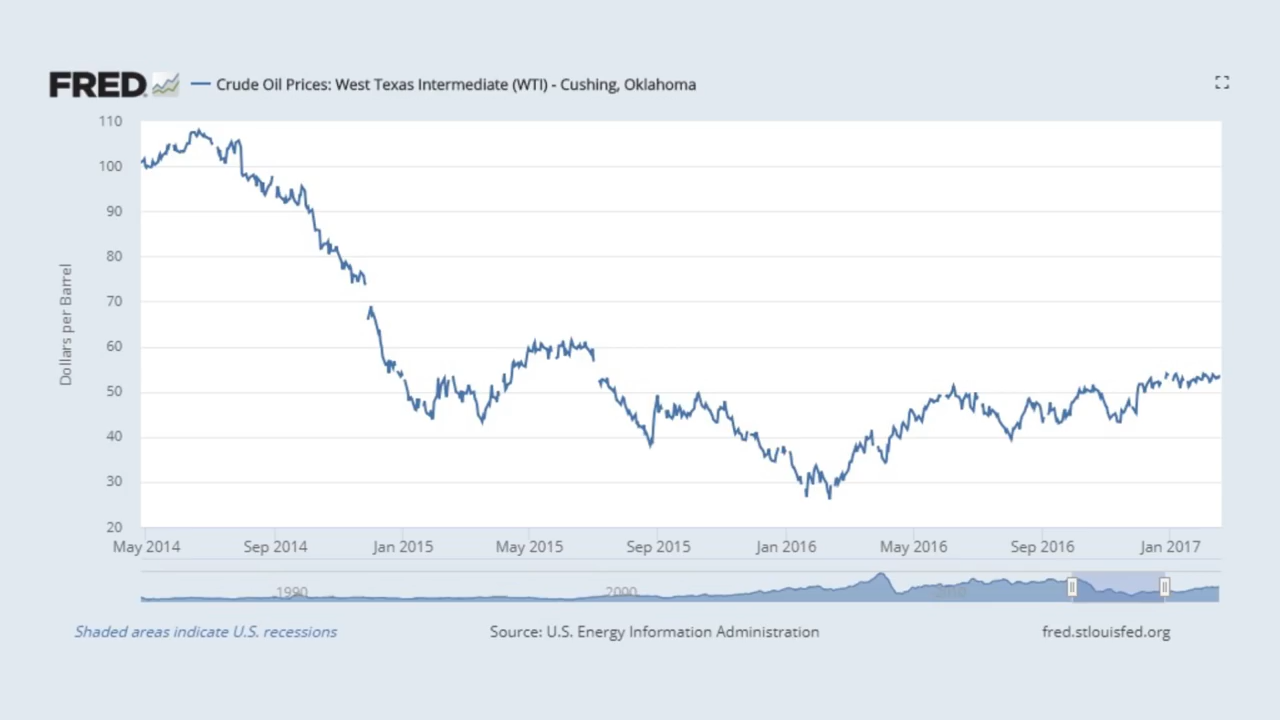 FRED
Crude Oil Prices: West Texas Intermediate (WTI) - Cushing, Oklahoma
Dollars per Barrel
110
100
90
80
70
60
50
40
30
20
May 2014 Sep 2014 Jan 2015 May 2015 Sep 2015 Jan 2016 May 2016 Sep 2016 Jan 2017
1990 2000 2010
Shaded areas indicate U.S. recessions Source: U.S. Energy Information Administration fred.stlouisfed.org